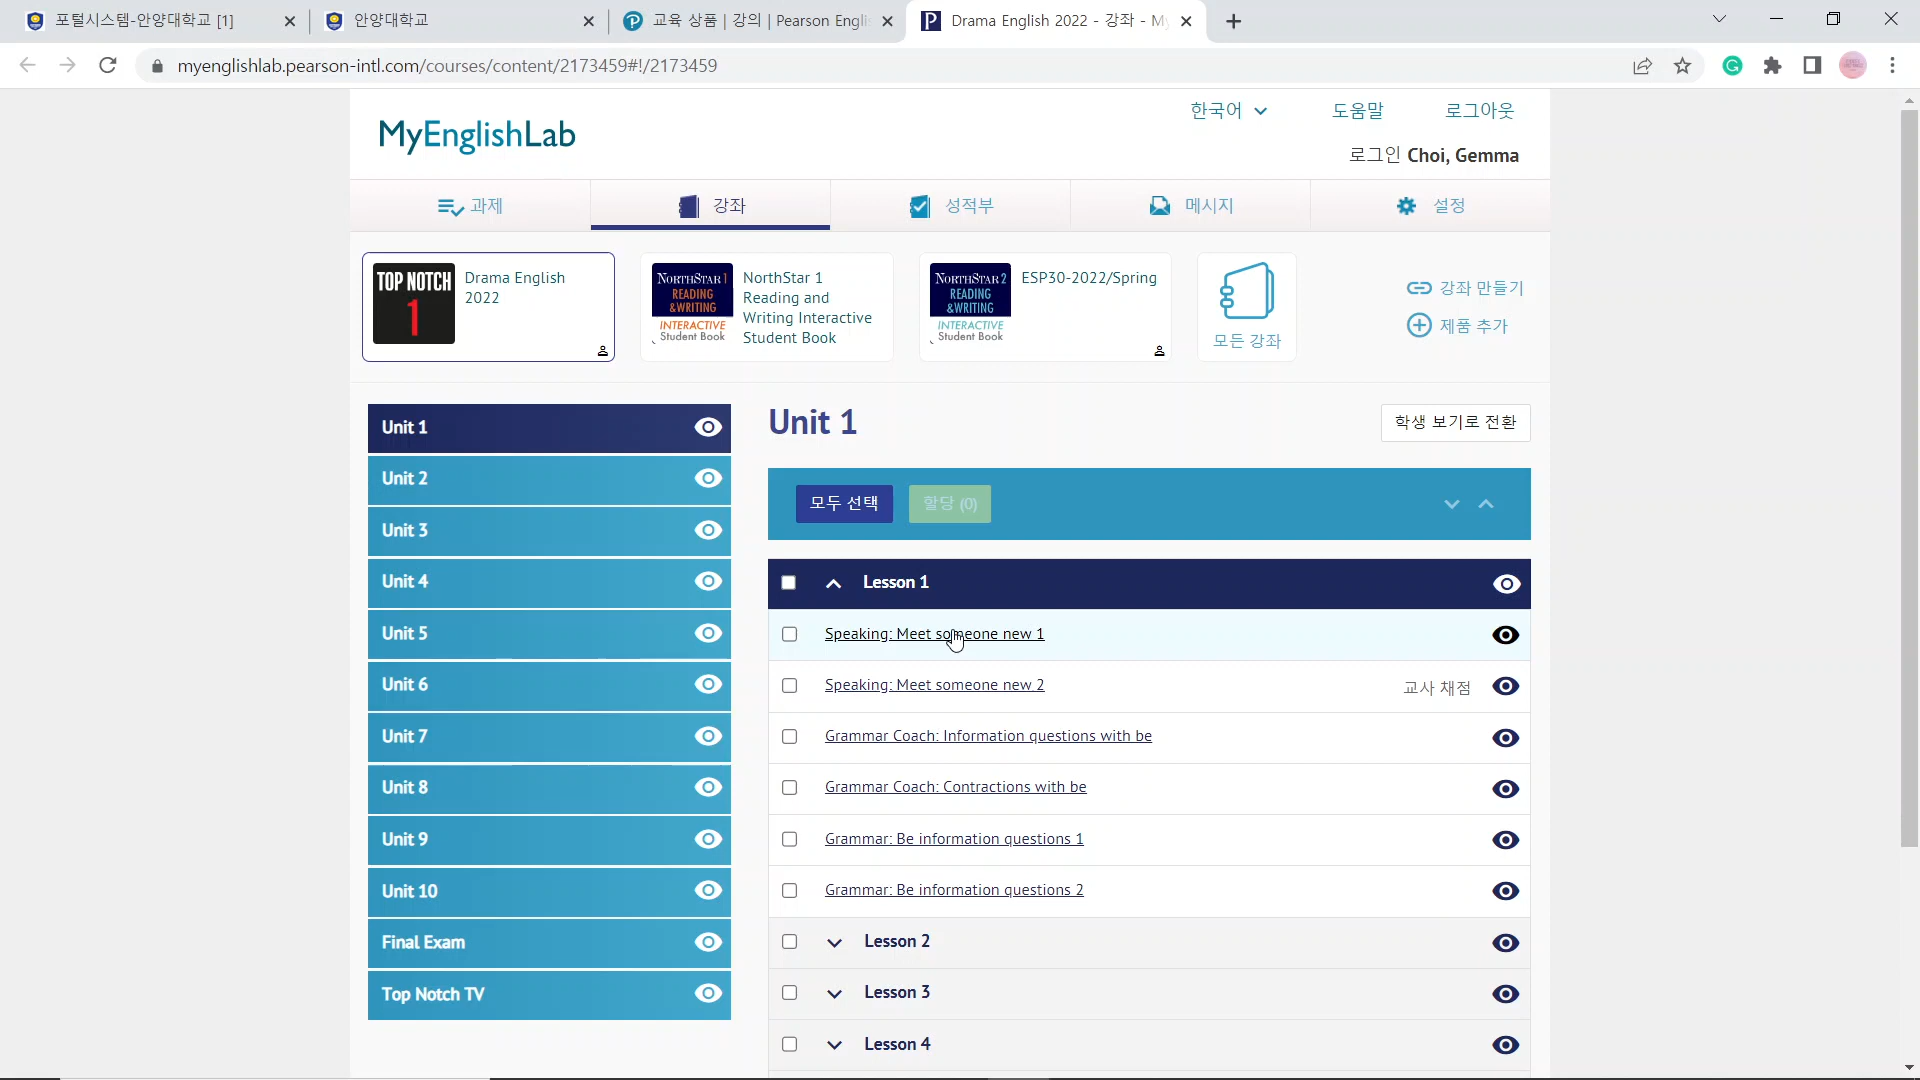 포털시스템-안양대학교 [1]
안양대학교
교육 상품 | 강의 | Pearson Engli
Drama English 2022 - 강좌 - M
myenglishlab.pearson-intl.com/courses/content/2173459#!/2173459
한국어
도움말
로그아웃
MyEnglishLab
로그인 Choi, Gemma
과제
강좌
성적부
메시지
설정
TOP NOTCH
1
Drama English
2022
NORTHSTAR 1
READING
& WRITING
INTERACTIVE
Student Book
NorthStar 1
Reading and
Writing Interactive
Student Book
NORTHSTAR 2
READING
& WRITING
INTERACTIVE
Student Book
ESP30-2022/Spring
모든 강좌
강좌 만들기
제품 추가
Unit 1
Unit 2
Unit 3
Unit 4
Unit 5
Unit 6
Unit 7
Unit 8
Unit 9
Unit 10
Final Exam
Top Notch TV
Unit 1
학생 보기로 전환
모두 선택
할당 (0)
Lesson 1
Speaking: Meet someone new 1
Speaking: Meet someone new 2
교사 채점
Grammar Coach: Information questions with be
Grammar Coach: Contractions with be
Grammar: Be information questions 1
Grammar: Be information questions 2
Lesson 2
Lesson 3
Lesson 4